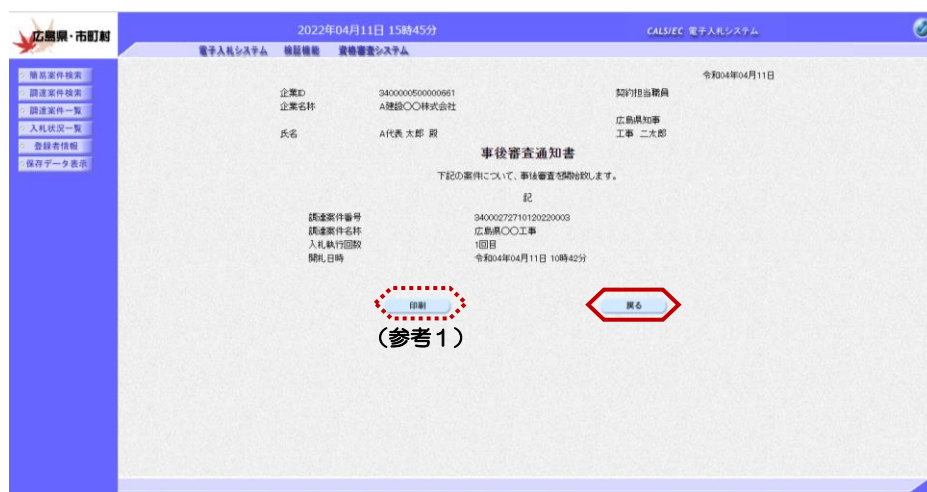 広島県・市町村
2022年04月11日 15時45分
CALS/EC 電子入札システム
電子入札システム 検証機能 資格審査システム
簡易案件検索
調達案件検索
調達案件一覧
入札状況一覧
登録者情報
保存データ表示
令和04年04月11日
企業ID 3400000500000661 契約担当職員
企業名称 A建設〇〇株式会社
広島県知事
氏名 A代表 太郎 殿 工事 二太郎
事後審査通知書
下記の案件について、事後審査を開始致します。
記
調達案件番号 34000272710120220003
調達案件名称 広島県〇〇工事
入札執行回数 1回目
開札日時 令和04年04月11日 10時42分
印刷 戻る
(参考1)